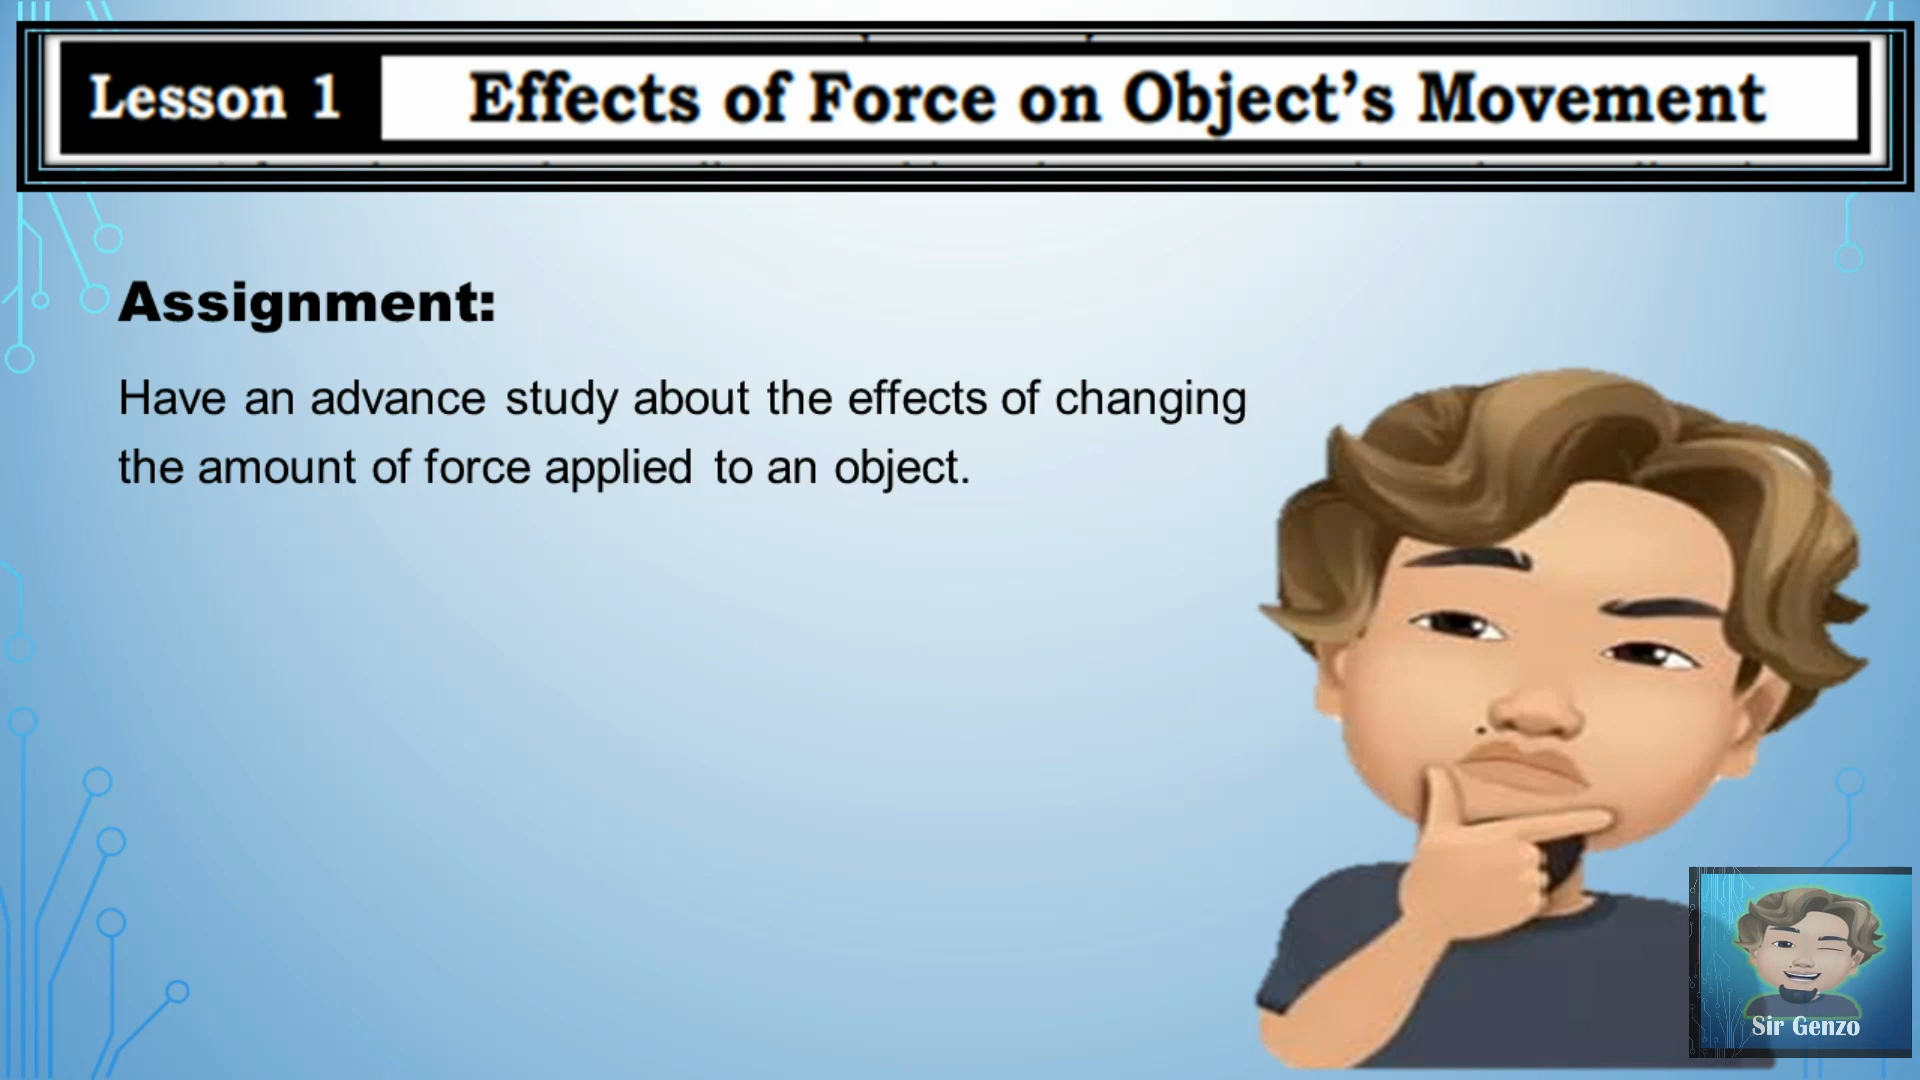 Lesson 1
Effects of Force on Object's Movement
Assignment:
Have an advance study about the effects of changing
the amount of force applied to an object.
Sir Genzo